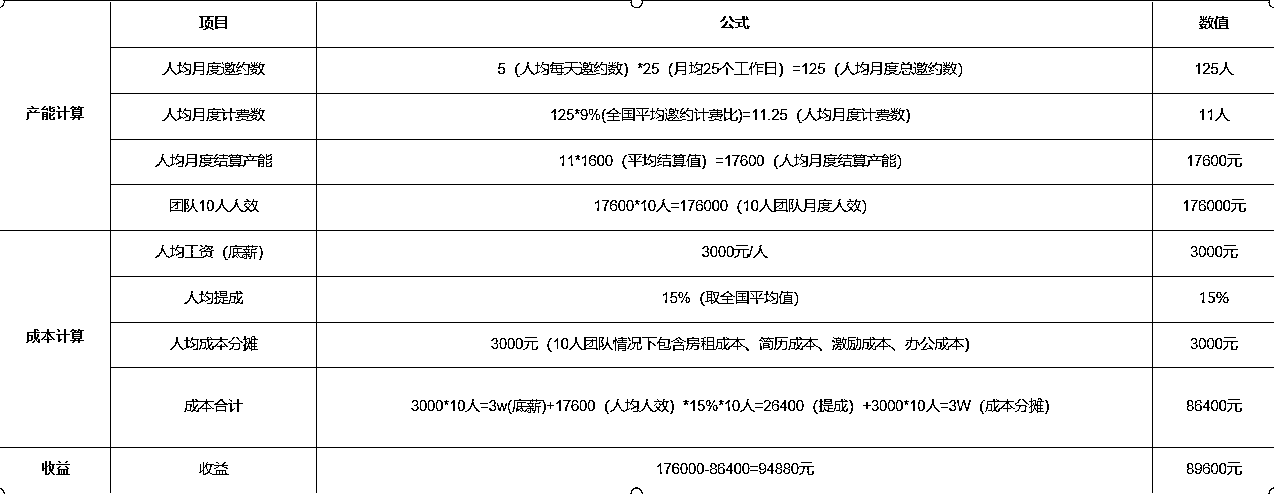 项目 公式 数值
产能计算
人均月度邀约数 5（人均每天邀约数）*25（月均25个工作日）=125（人均月度总邀约数） 125人
人均月度计费数 125*9%(全国平均邀约计费比)=11.25（人均月度计费数） 11人
人均月度结算产能 11*1600（平均结算值）=17600（人均月度结算产能） 17600元
团队10人人效 17600*10人=176000（10人团队月度人效） 176000元
成本计算
人均工资（底薪） 3000元/人 3000元
人均提成 15%（取全国平均值） 15%
人均成本分摊 3000元（10人团队情况下包含房租成本、简历成本、激励成本、办公成本） 3000元
成本合计 3000*10人=3w(底薪)+17600（人均人效）*15%*10人=26400（提成）+3000*10人=3W（成本分摊） 86400元
收益 收益 176000-86400=94880元 89600元